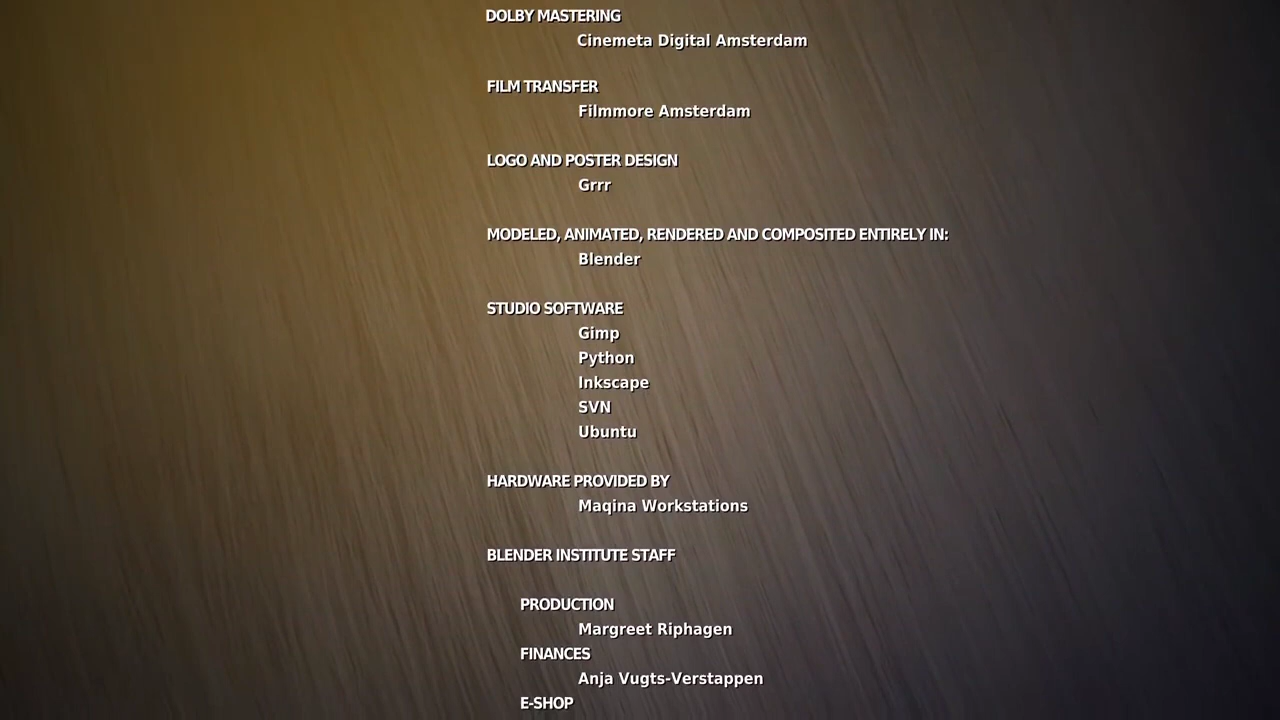 DOLBY MASTERING
Cinemeta Digital Amsterdam
FILM TRANSFER
Filmmore Amsterdam
LOGO AND POSTER DESIGN
Grrr
MODELED, ANIMATED, RENDERED AND COMPOSITED ENTIRELY IN:
Blender
STUDIO SOFTWARE
Gimp
Python
Inkscape
SVN
Ubuntu
HARDWARE PROVIDED BY
Maqina Workstations
BLENDER INSTITUTE STAFF
PRODUCTION
Margreet Riphagen
FINANCES
Anja Vugts-Verstappen
E-SHOP